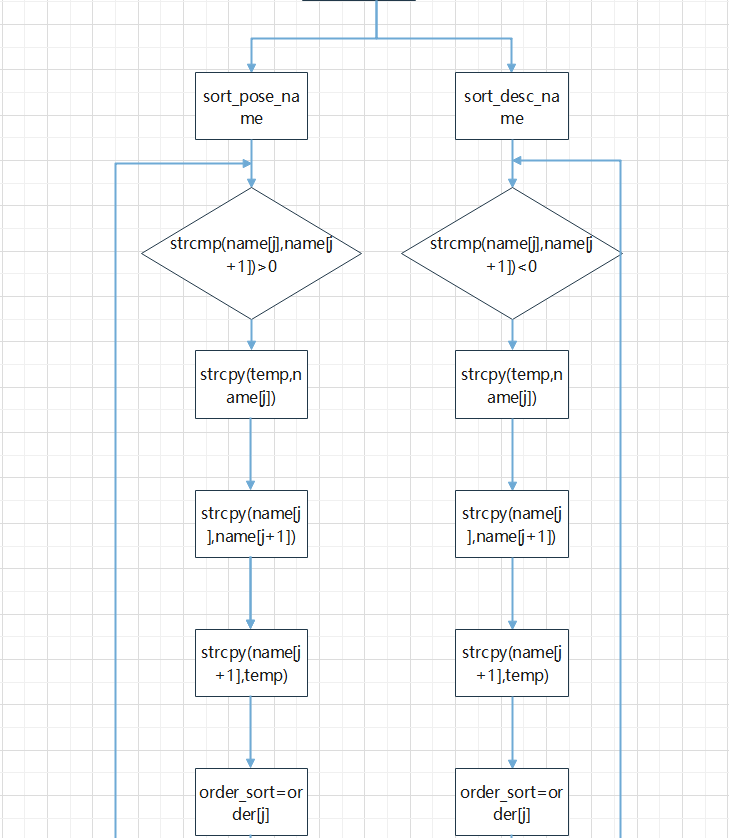 sort_pose_na
me
sort_desc_na
me
strcmp(name[j],name[j
+1])>0
strcmp(name[j],name[j
+1])<0
strcpy(temp,n
ame[j])
strcpy(temp,n
ame[j])
strcpy(name[j
],name[j+1])
strcpy(name[j
],name[j+1])
strcpy(name[j
+1],temp)
strcpy(name[j
+1],temp)
order_sort=or
der[j]
order_sort=or
der[j]